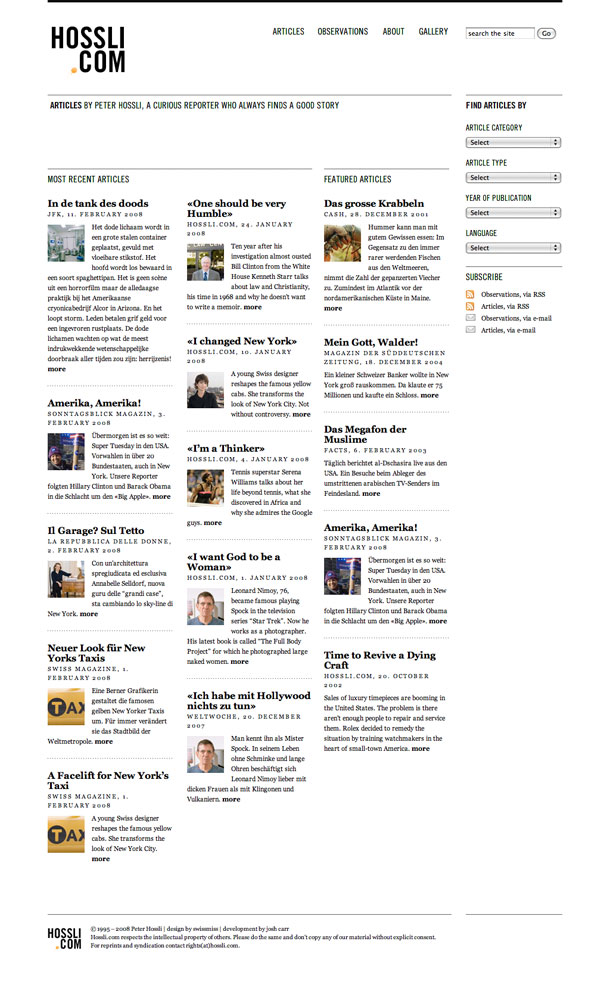 HOSSLI
.COM
ARTICLES OBSERVATIONS ABOUT GALLERY
search the site Go
ARTICLES BY PETER HOSSLI, A CURIOUS REPORTER WHO ALWAYS FINDS A GOOD STORY
MOST RECENT ARTICLES
In de tank des doods
JFK, 11. FEBRUARY 2008
Het dode lichaam wordt in
een grote stalen container
geplaatst, gevuld met
vloeibare stikstof. Het
hoofd wordt los bewaard in
een soort spaghettipan. Het is geen scène
uit een horrorfilm maar de alledaagse
praktijk bij het Amerikaanse
cryonicabedrijf Alcor in Arizona. En het
loopt storm. Leden betalen grif geld voor
een ingevroren rustplaats. De dode
lichamen wachten op wat de meest
indrukwekkende wetenschappelijke
doorbraak aller tijden zou zijn: herrijzenis!
more
Amerika, Amerika!
SONNTAGSBLICK MAGAZIN, 3.
FEBRUARY 2008
Übermorgen ist es so weit:
Super Tuesday in den USA.
Vorwahlen in über 20
Bundestaaten, auch in New
York. Unsere Reporter
folgten Hillary Clinton und Barack Obama
in die Schlacht um den «Big Apple». more
Il Garage? Sul Tetto
LA REPUBBLICA DELLE DONNE,
2. FEBRUARY 2008
Con un'architettura
spregiudicata ed esclusiva
Annabelle Selldorf, nuova
guru delle "grandi case",
sta cambiando lo sky-line di
New York. more
Neuer Look für New
Yorks Taxis
SWISS MAGAZINE, 1.
FEBRUARY 2008
Eine Berner Grafikerin
gestaltet die famosen
gelben New Yorker Taxis
um. Für immer verändert
sie das Stadtbild der
Weltmetropole. more
A Facelift for New York's
Taxi
SWISS MAGAZINE, 1.
FEBRUARY 2008
A young Swiss designer
reshapes the famous yellow
cabs. She transforms the
look of New York City.
more
«One should be very
Humble»
HOSSLI.COM, 24. JANUARY
2008
Ten year after his
investigation almost ousted
Bill Clinton from the White
House Kenneth Starr talks
about law and Christianity,
his time in 1968 and why he doesn't want
to write a memoir. more
«I changed New York»
HOSSLI.COM, 10. JANUARY
2008
A young Swiss designer
reshapes the famous yellow
cabs. She transforms the
look of New York City. Not
without controversy. more
«I'm a Thinker»
HOSSLI.COM, 4. JANUARY 2008
Tennis superstar Serena
Williams talks about her
life beyond tennis, what she
discovered in Africa and
why she admires the Google
guys. more
«I want God to be a
Woman»
HOSSLI.COM, 1. JANUARY 2008
Leonard Nimoy, 76,
became famous playing
Spock in the television
series "Star Trek". Now he
works as a photographer.
His latest book is called "The Full Body
Project" for which he photographed large
naked women. more
«Ich habe mit Hollywood
nichts zu tun»
WELTWOCHE, 20. DECEMBER
2007
Man kennt ihn als Mister
Spock. In seinem Leben
ohne Schminke und lange
Ohren beschäftigt sich
Leonard Nimoy lieber mit
dicken Frauen als mit Klingonen und
Vulkaniern. more
FEATURED ARTICLES
Das grosse Krabbeln
CASH, 28. DECEMBER 2001
Hummer kann man mit
gutem Gewissen essen: Im
Gegensatz zu den immer
rarer werdenden Fischen
aus den Weltmeeren,
nimmt die Zahl der gepanzerten Viecher
zu. Zumindest im Atlantik vor der
nordamerikanischen Küste in Maine.
more
Mein Gott, Walder!
MAGAZIN DER SÜDDEUTSCHEN
ZEITUNG, 18. DECEMBER 2004
Ein kleiner Schweizer Banker wollte in New
York groß rauskommen. Da klaute er 75
Millionen und kaufte ein Schloss. more
Das Megafon der
Muslime
FACTS, 6. FEBRUARY 2003
Täglich berichtet al-Dschasira live aus den
USA. Ein Besuche beim Ableger des
umstrittenen arabischen TV-Senders im
Feindesland. more
Amerika, Amerika!
SONNTAGSBLICK MAGAZIN, 3.
FEBRUARY 2008
Übermorgen ist es so weit:
Super Tuesday in den USA.
Vorwahlen in über 20
Bundestaaten, auch in New
York. Unsere Reporter
folgten Hillary Clinton und Barack Obama
in die Schlacht um den «Big Apple». more
Time to Revive a Dying
Craft
HOSSLI.COM, 20. OCTOBER
2002
Sales of luxury timepieces are booming in
the United States. The problem is there
aren't enough people to repair and service
them. Rolex decided to remedy the
situation by training watchmakers in the
heart of small-town America. more
FIND ARTICLES BY
ARTICLE CATEGORY
Select
ARTICLE TYPE
Select
YEAR OF PUBLICATION
Select
LANGUAGE
Select
SUBSCRIBE
Observations, via RSS
Articles, via RSS
Observations, via e-mail
Articles, via e-mail
TAX
TAX
HOSSLI
.COM
© 1995 – 2008 Peter Hossli | design by swissmiss | development by josh carr
Hossli.com respects the intellectual property of others. Please do the same and don't copy any of our material without explicit consent.
For reprints and syndication contact rights(at)hossli.com.